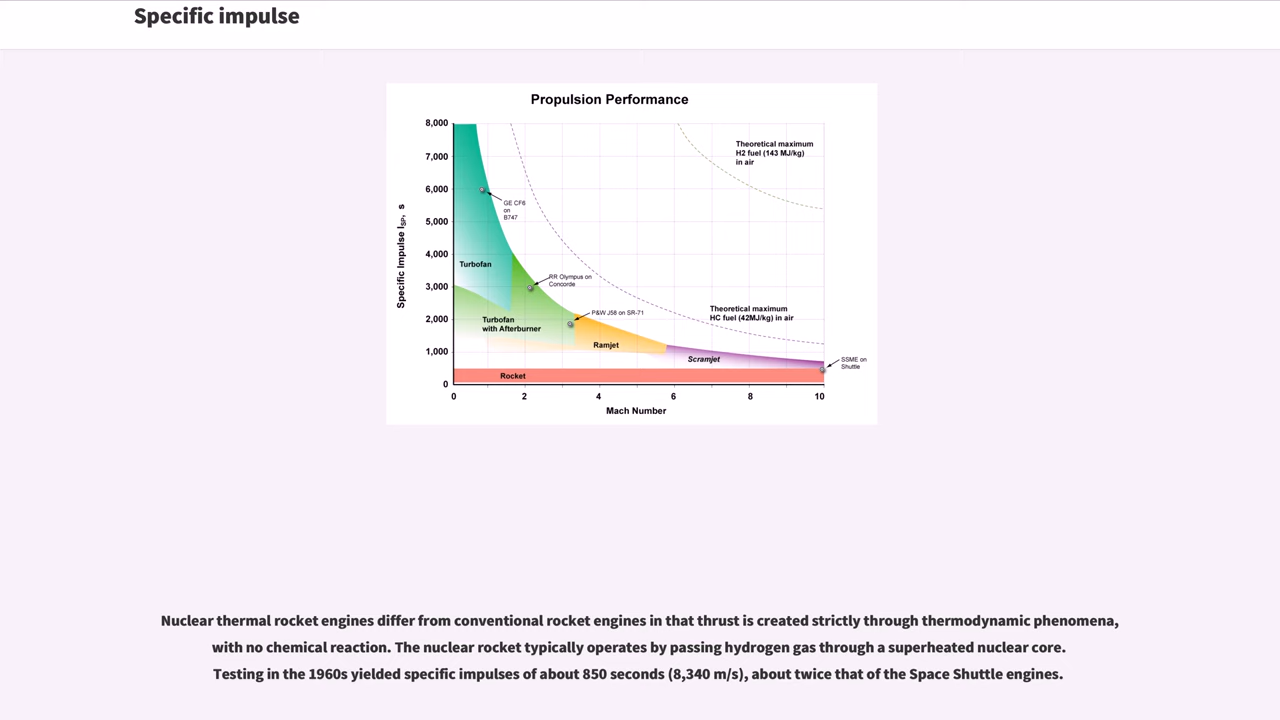 Specific impulse
Propulsion Performance
8,000
7,000
6,000
5,000
4,000
3,000
2,000
1,000
0
Specific Impulse ISP, s
Theoretical maximum
H2 fuel (143 MJ/kg)
in air
GE CF6
on
B747
Turbofan
RR Olympus on
Concorde
Theoretical maximum
HC fuel (42MJ/kg) in air
P&W J58 on SR-71
Turbofan
with Afterburner
Ramjet
Scramjet
SSME on
Shuttle
Rocket
0 2 4 6 8 10
Mach Number
Nuclear thermal rocket engines differ from conventional rocket engines in that thrust is created strictly through thermodynamic phenomena,
with no chemical reaction. The nuclear rocket typically operates by passing hydrogen gas through a superheated nuclear core.
Testing in the 1960s yielded specific impulses of about 850 seconds (8,340 m/s), about twice that of the Space Shuttle engines.